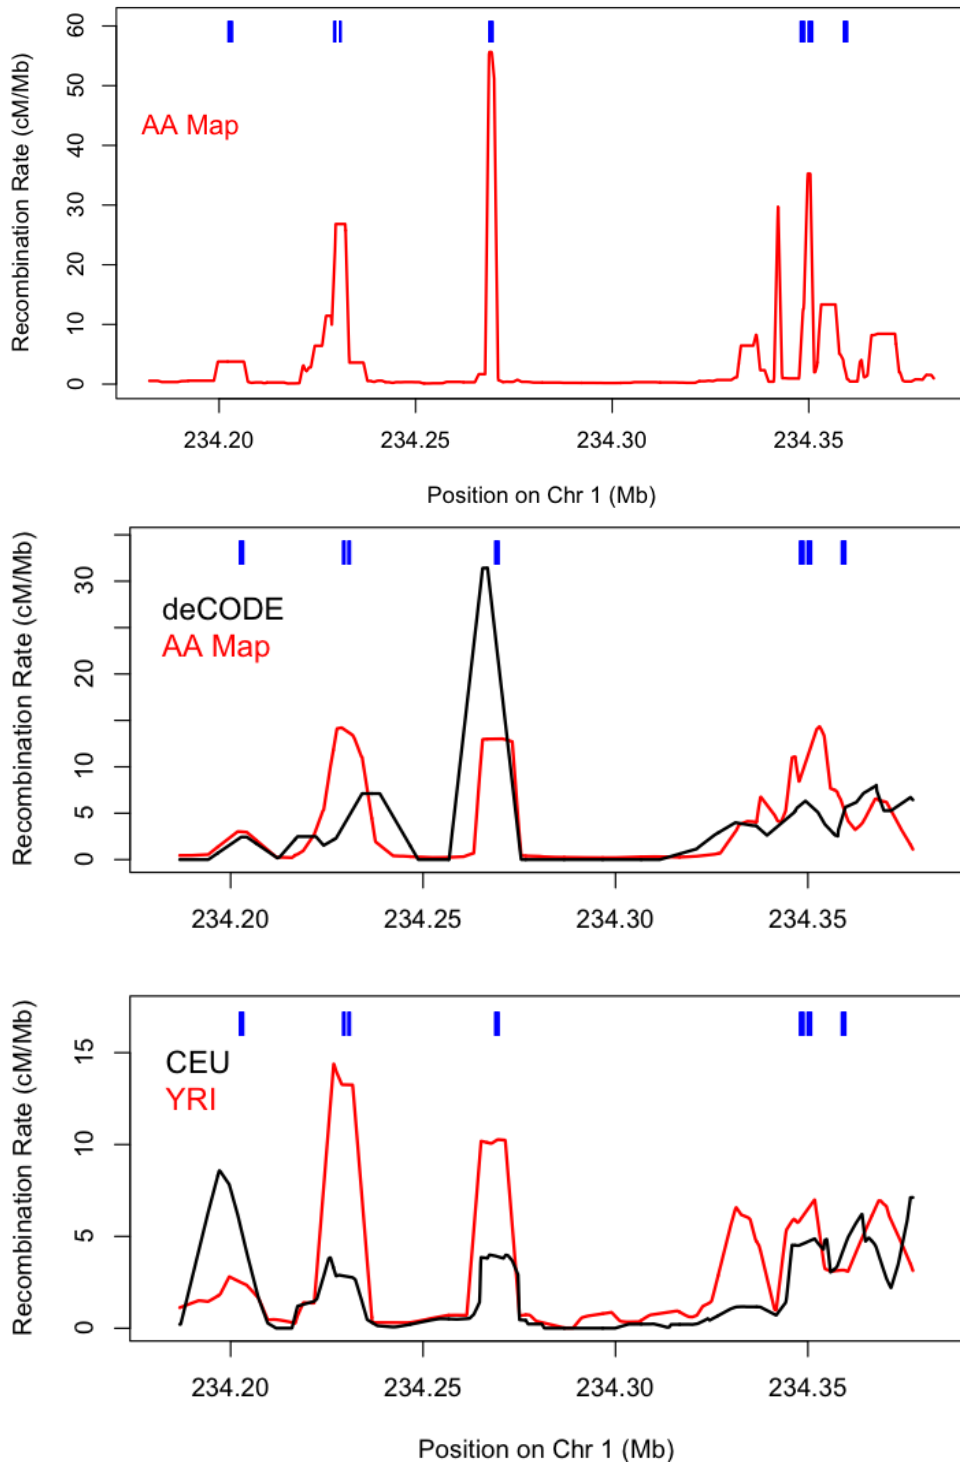 Recombination Rate (cM/Mb)
60
50
40
30
20
10
0
AA Map
234.20 234.25 234.30 234.35
Position on Chr 1 (Mb)
Recombination Rate (cM/Mb)
30
20
10
5
0
deCODE
AA Map
234.20 234.25 234.30 234.35
Recombination Rate (cM/Mb)
15
10
5
0
CEU
YRI
234.20 234.25 234.30 234.35
Position on Chr 1 (Mb)